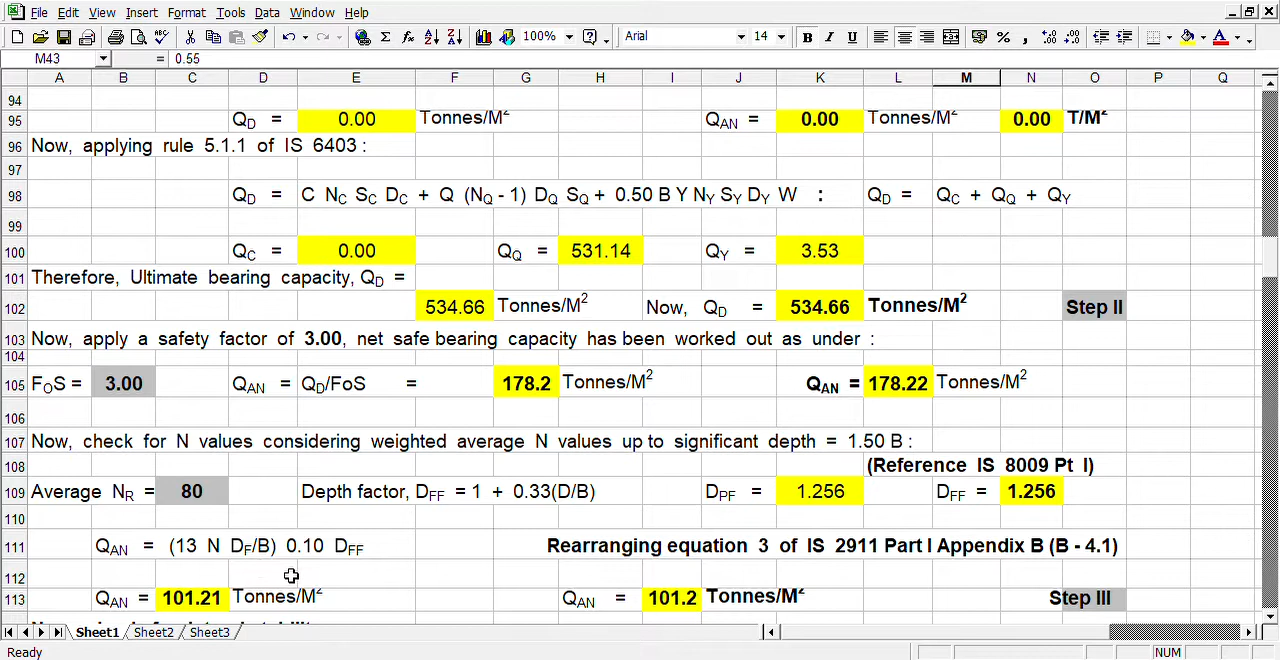 File Edit View Insert Format Tools Data Window Help
100% Arial 14 B I U
M43 = 0.55
A B C D E F G H I J K L M N O P Q
94
95 QD = 0.00 Tonnes/M² QAN = 0.00 Tonnes/M² 0.00 T/M²
96 Now, applying rule 5.1.1 of IS 6403 :
97
98 QD = C NC SC DC + Q (NQ - 1) DQ SQ + 0.50 B Y NY SY DY W : QD = QC + QQ + QY
99
100 QC = 0.00 QQ = 531.14 QY = 3.53
101 Therefore, Ultimate bearing capacity, QD =
102 534.66 Tonnes/M² Now, QD = 534.66 Tonnes/M² Step II
103 Now, apply a safety factor of 3.00, net safe bearing capacity has been worked out as under :
104
105 FOS = 3.00 QAN = QD/FoS = 178.2 Tonnes/M² QAN = 178.22 Tonnes/M²
106
107 Now, check for N values considering weighted average N values up to significant depth = 1.50 B :
108 (Reference IS 8009 Pt I)
109 Average NR = 80 Depth factor, DFF = 1 + 0.33(D/B) DPF = 1.256 DFF = 1.256
110
111 QAN = (13 N DF/B) 0.10 DFF Rearranging equation 3 of IS 2911 Part I Appendix B (B - 4.1)
112
113 QAN = 101.21 Tonnes/M² QAN = 101.2 Tonnes/M² Step III
Sheet1 Sheet2 Sheet3
Ready NUM